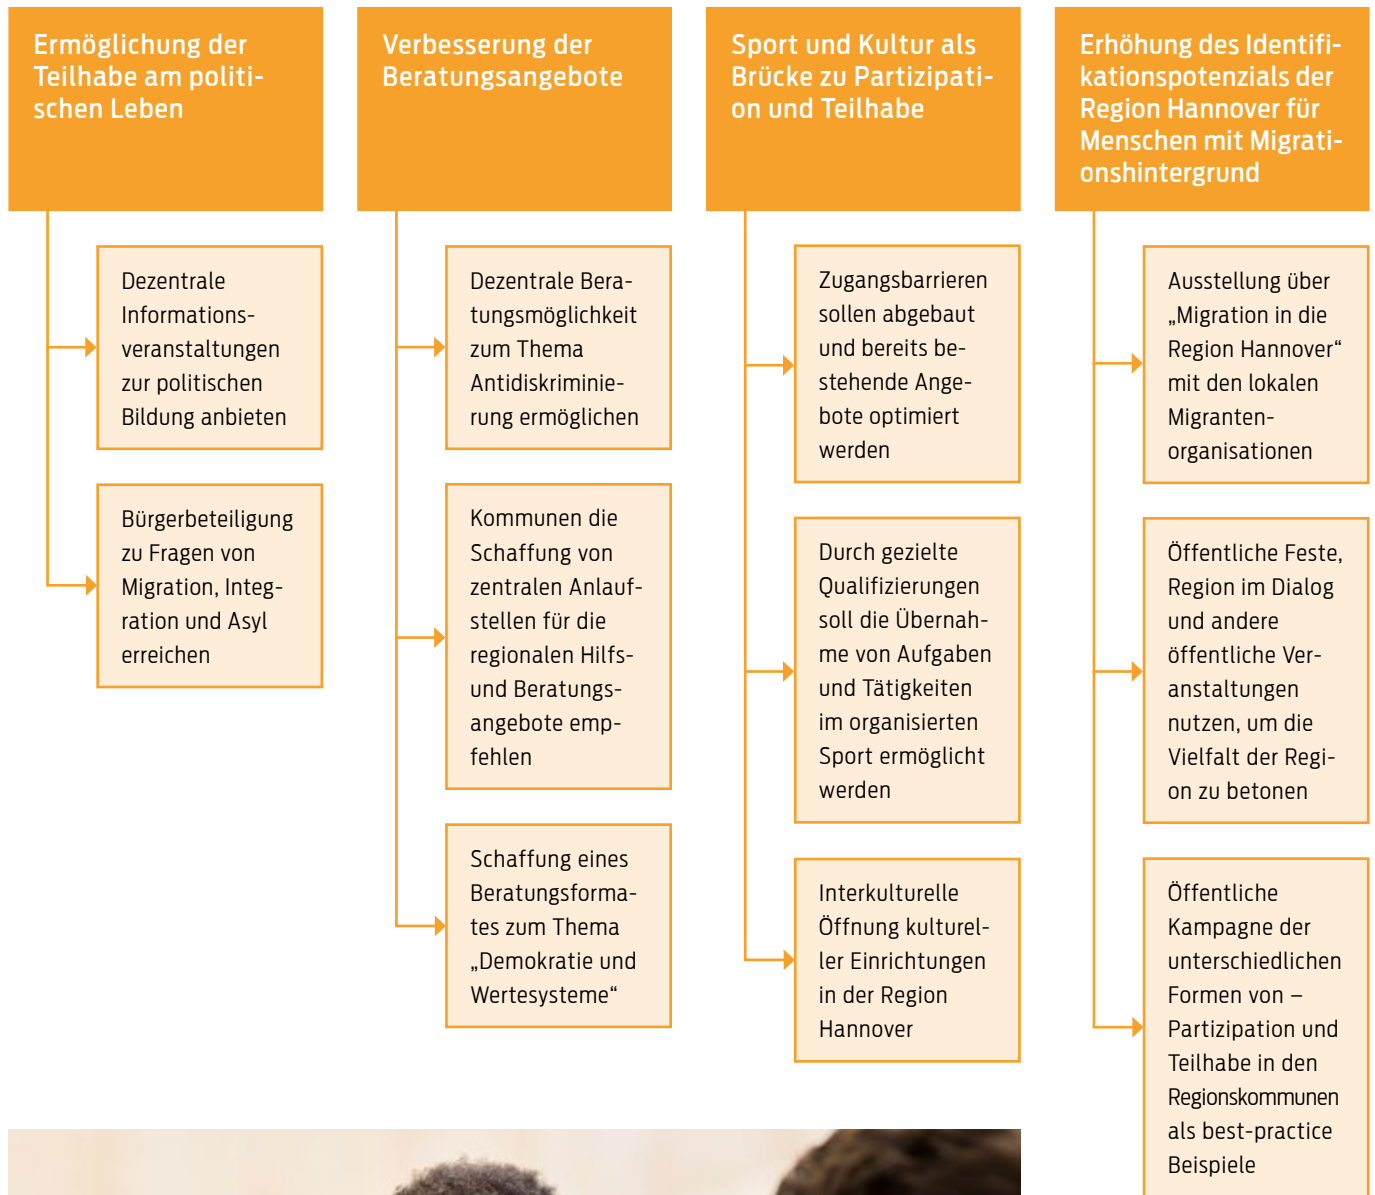 Ermöglichung der
Teilhabe am politi-
schen Leben
Dezentrale
Informations-
veranstaltungen
zur politischen
Bildung anbieten
Bürgerbeteiligung
zu Fragen von
Migration, Integ-
ration und Asyl
erreichen
Verbesserung der
Beratungsangebote
Dezentrale Bera-
tungsmöglichkeit
zum Thema
Antidiskriminie-
rung ermöglichen
Kommunen die
Schaffung von
zentralen Anlauf-
stellen für die
regionalen Hilfs-
und Beratungs-
angebote emp-
fehlen
Schaffung eines
Beratungsforma-
tes zum Thema
„Demokratie und
Wertesysteme“
Sport und Kultur als
Brücke zu Partizipati-
on und Teilhabe
Zugangsbarrieren
sollen abgebaut
und bereits be-
stehende Ange-
bote optimiert
werden
Durch gezielte
Qualifizierungen
soll die Übernah-
me von Aufgaben
und Tätigkeiten
im organisierten
Sport ermöglicht
werden
Interkulturelle
Öffnung kulturel-
ler Einrichtungen
in der Region
Hannover
Erhöhung des Identifi-
kationspotenzials der
Region Hannover für
Menschen mit Migrati-
onshintergrund
Ausstellung über
„Migration in die
Region Hannover“
mit den lokalen
Migranten-
organisationen
Öffentliche Feste,
Region im Dialog
und andere
öffentliche Ver-
anstaltungen
nutzen, um die
Vielfalt der Regi-
on zu betonen
Öffentliche
Kampagne der
unterschiedlichen
Formen von –
Partizipation und
Teilhabe in den
Regionskommunen
als best-practice
Beispiele